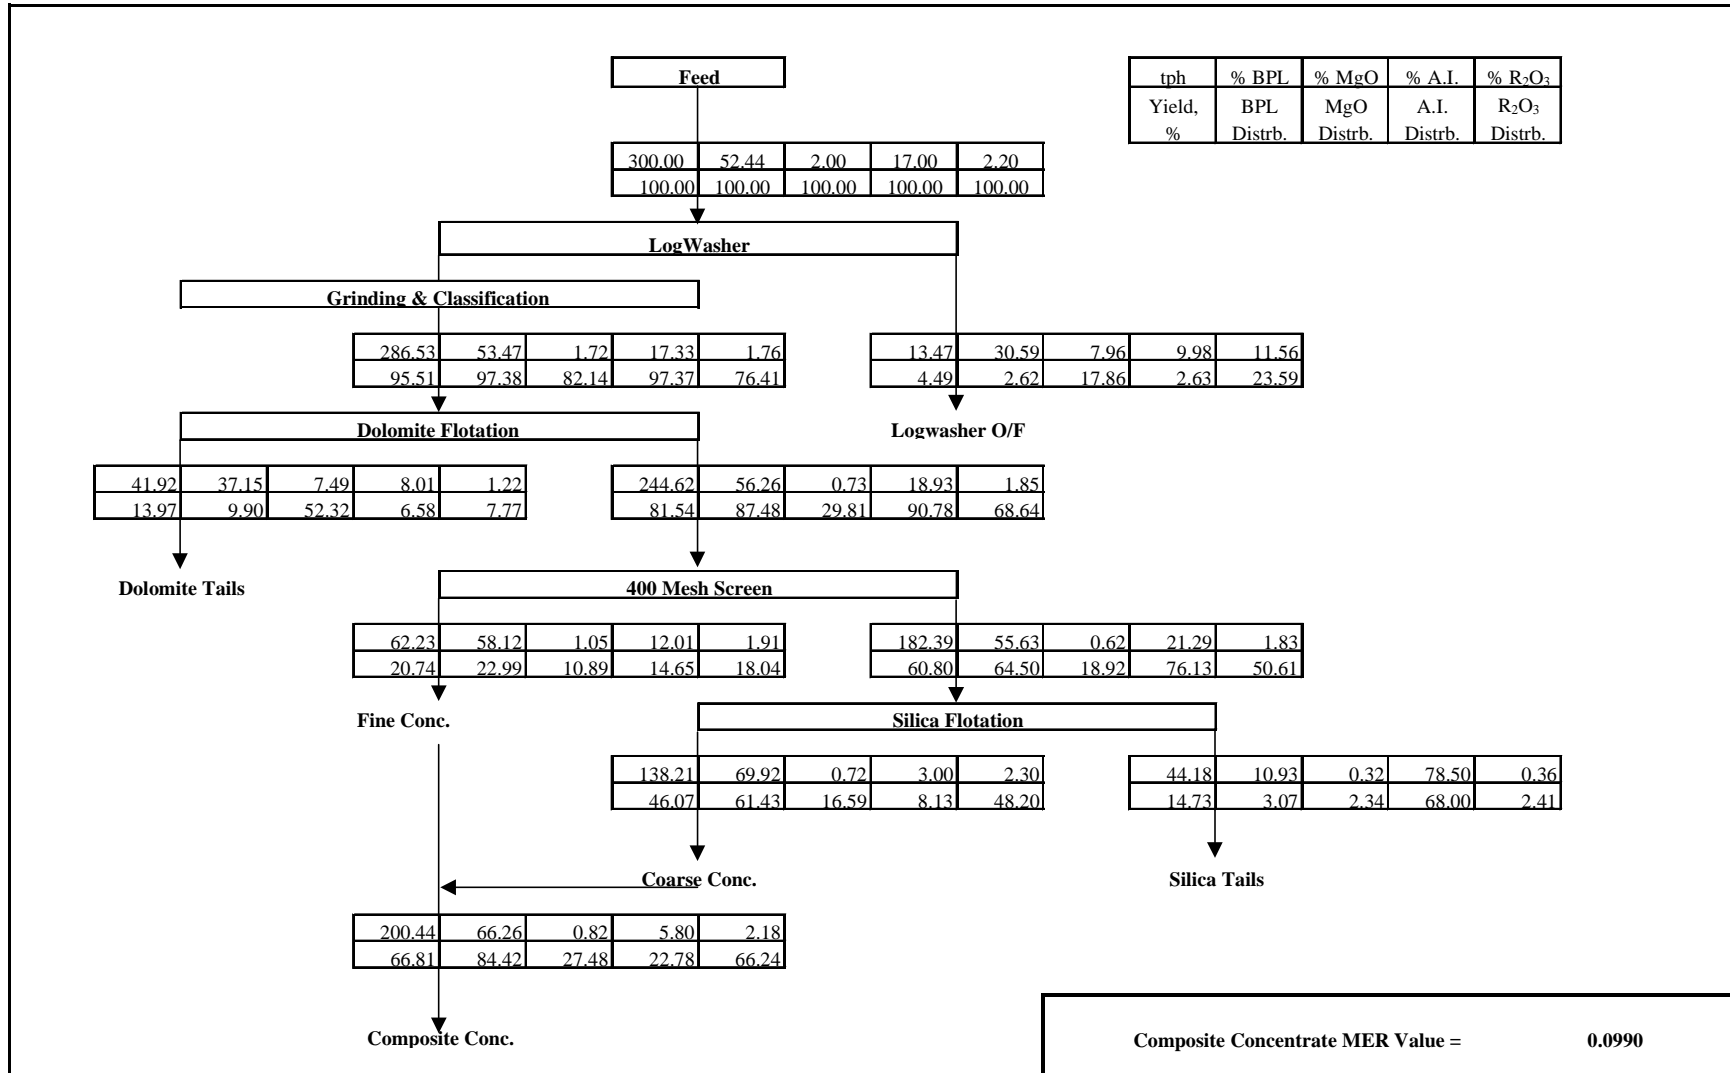 Feed
tph % BPL % MgO % A.I. % R₂O₃
Yield, BPL MgO A.I. R₂O₃
% Distrb. Distrb. Distrb. Distrb.
300.00 52.44 2.00 17.00 2.20
100.00 100.00 100.00 100.00 100.00
LogWasher
Grinding & Classification
286.53 53.47 1.72 17.33 1.76
95.51 97.38 82.14 97.37 76.41
13.47 30.59 7.96 9.98 11.56
4.49 2.62 17.86 2.63 23.59
Dolomite Flotation
Logwasher O/F
41.92 37.15 7.49 8.01 1.22
13.97 9.90 52.32 6.58 7.77
244.62 56.26 0.73 18.93 1.85
81.54 87.48 29.81 90.78 68.64
Dolomite Tails
400 Mesh Screen
62.23 58.12 1.05 12.01 1.91
20.74 22.99 10.89 14.65 18.04
182.39 55.63 0.62 21.29 1.83
60.80 64.50 18.92 76.13 50.61
Fine Conc.
Silica Flotation
138.21 69.92 0.72 3.00 2.30
46.07 61.43 16.59 8.13 48.20
44.18 10.93 0.32 78.50 0.36
14.73 3.07 2.34 68.00 2.41
Coarse Conc.
Silica Tails
200.44 66.26 0.82 5.80 2.18
66.81 84.42 27.48 22.78 66.24
Composite Conc.
Composite Concentrate MER Value = 0.0990